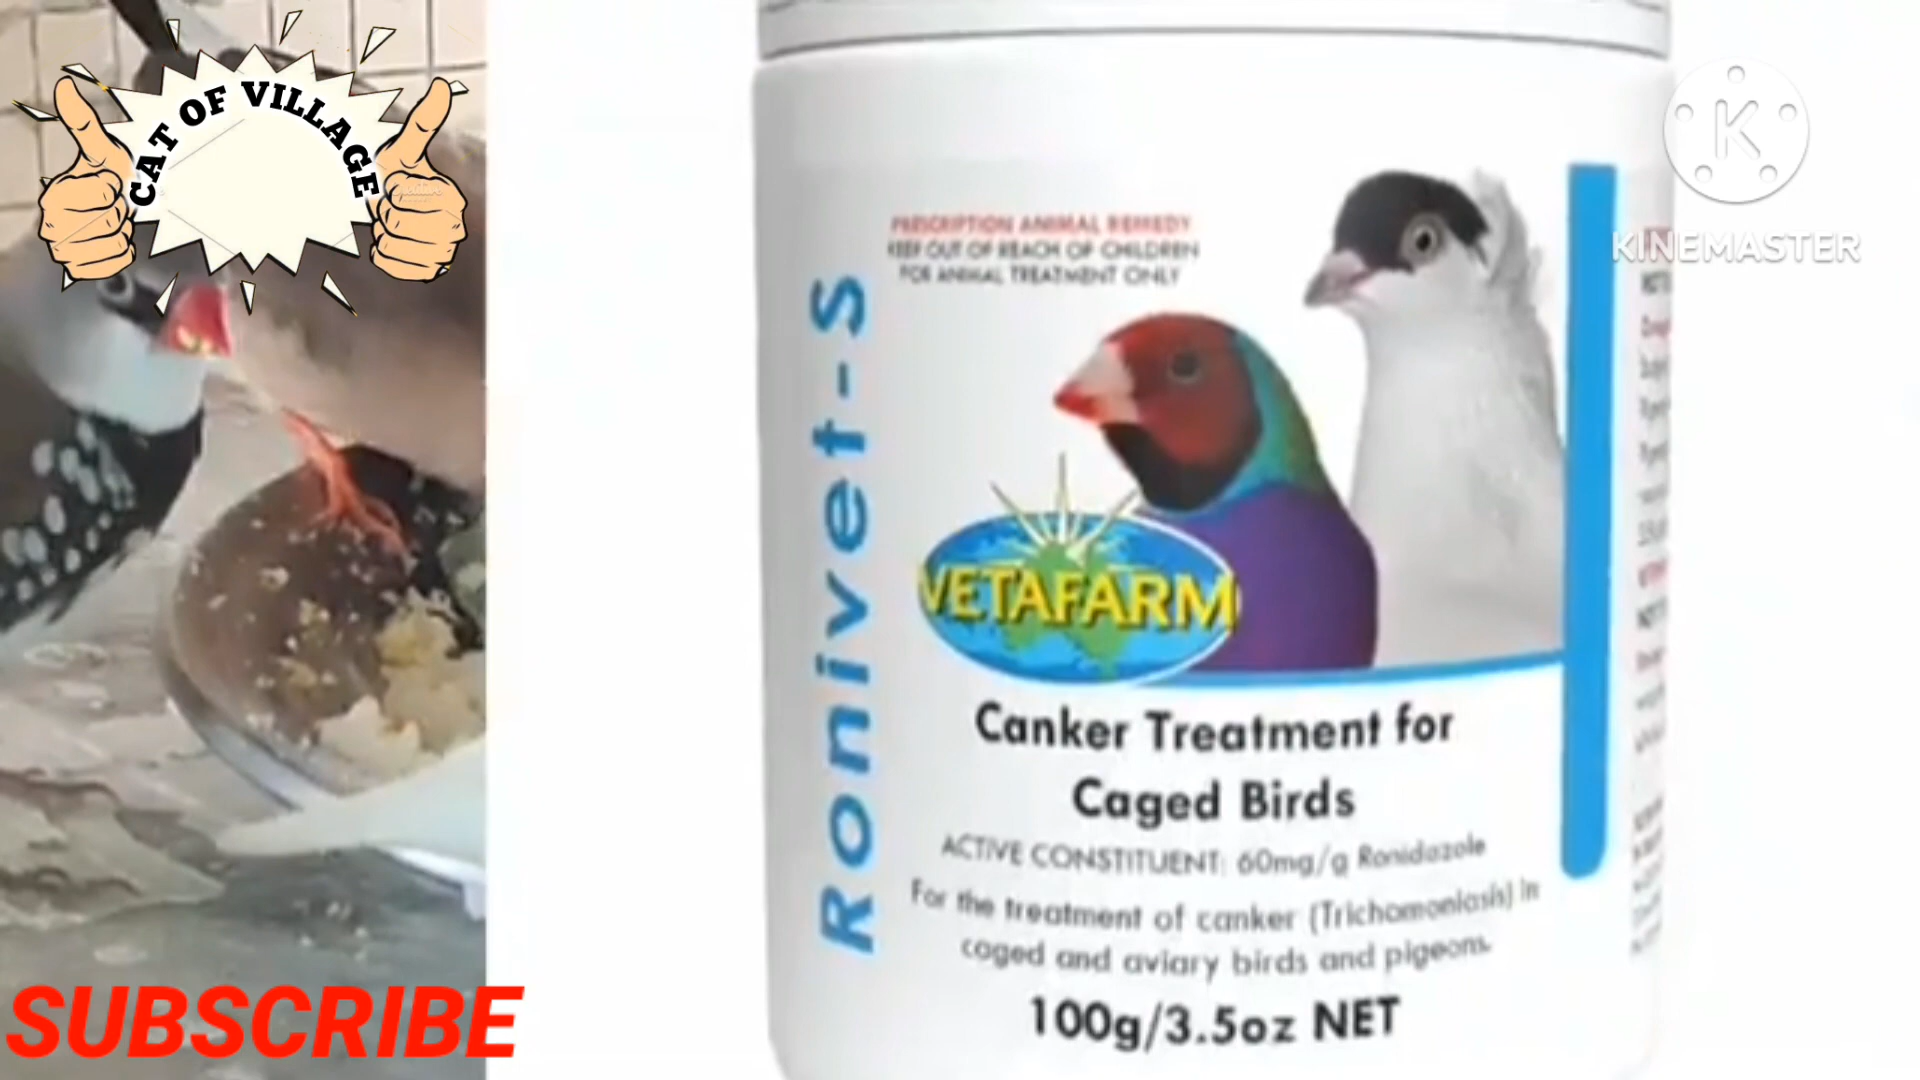 CAT OF VILLAGE
KINEMASTER
PRESCRIPTION ANIMAL REMEDY
KEEP OUT OF REACH OF CHILDREN
FOR ANIMAL TREATMENT ONLY
Ronivet-S
VETAFARM
Canker Treatment for
Caged Birds
ACTIVE CONSTITUENT: 60mg/g Ronidazole
For the treatment of canker (Trichomoniasis) in
caged and aviary birds and pigeons.
100g/3.5oz NET
SUBSCRIBE